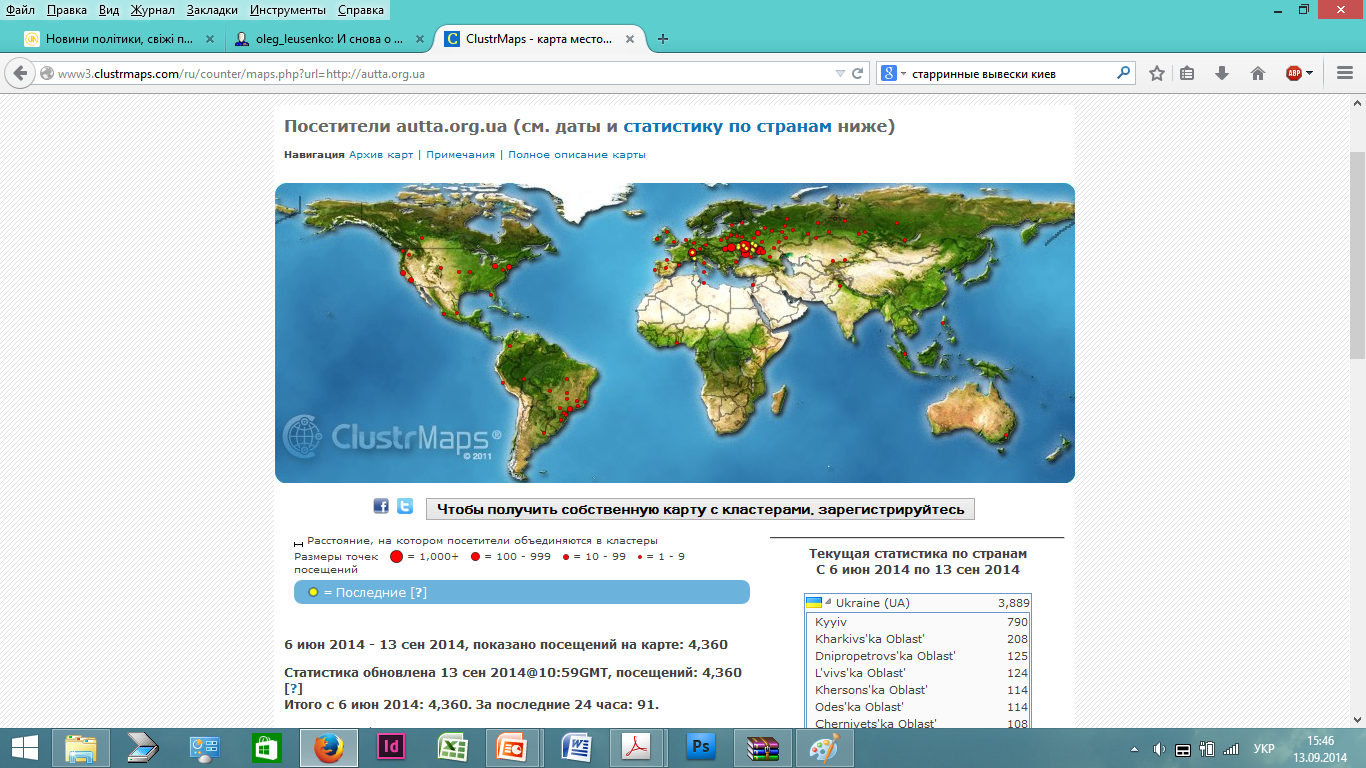 Файл Правка Вид Журнал Закладки Инструменты Справка
Новини політики, свіжі п...
oleg_leusenko: И снова о ...
ClustrMaps - карта место...
www3.clustrmaps.com/ru/counter/maps.php?url=http://autta.org.ua
старринные вывески киев
ABP
Посетители autta.org.ua (см. даты и статистику по странам ниже)
Навигация Архив карт | Примечания | Полное описание карты
ClustrMaps®
© 2011
Чтобы получить собственную карту с кластерами, зарегистрируйтесь
Расстояние, на котором посетители объединяются в кластеры
Размеры точек = 1,000+ = 100 - 999 = 10 - 99 = 1 - 9
посещений
= Последние [?]
6 июн 2014 - 13 сен 2014, показано посещений на карте: 4,360
Статистика обновлена 13 сен 2014@10:59GMT, посещений: 4,360
[?]
Итого с 6 июн 2014: 4,360. За последние 24 часа: 91.
Текущая статистика по странам
С 6 июн 2014 по 13 сен 2014
Ukraine (UA) 3,889
Kyyiv 790
Kharkivs'ka Oblast' 208
Dnipropetrovs'ka Oblast' 125
L'vivs'ka Oblast' 124
Khersons'ka Oblast' 114
Odes'ka Oblast' 114
Chernivets'ka Oblast' 108
УКР
15:46
13.09.2014